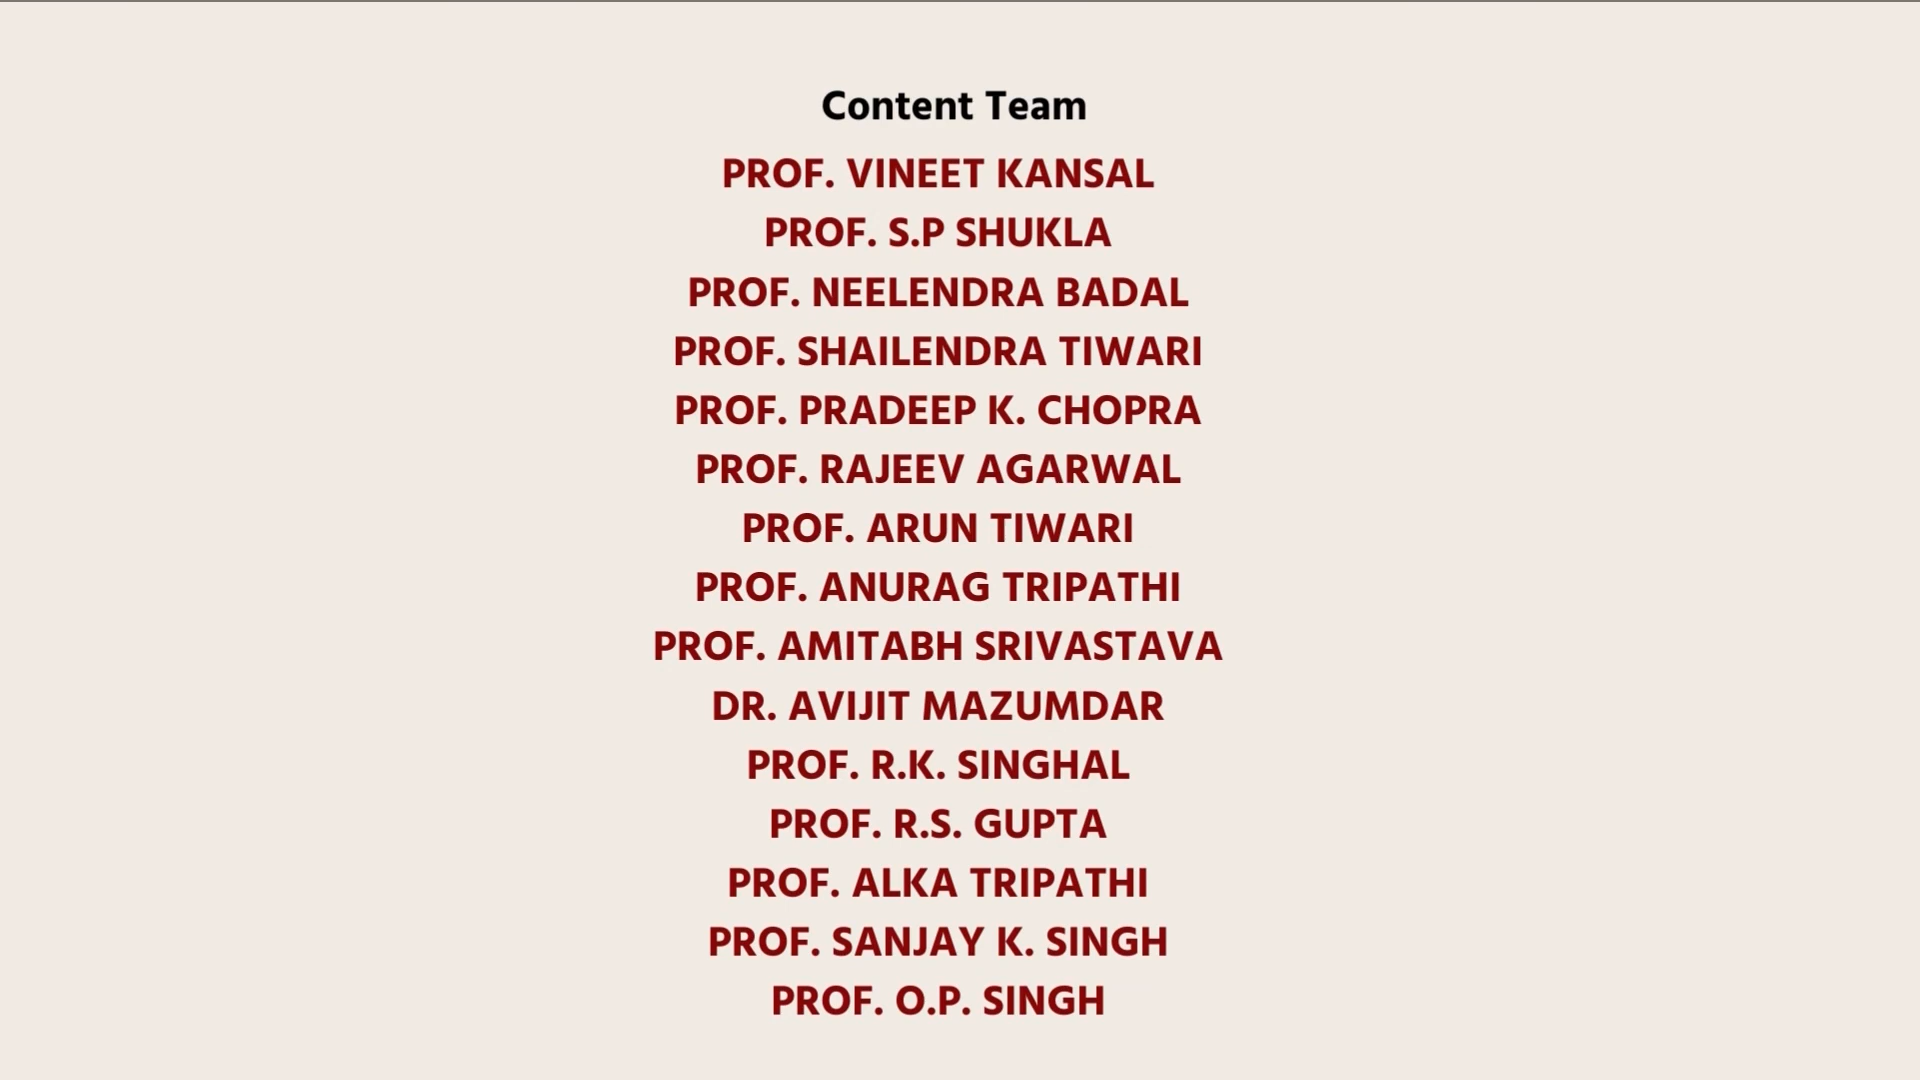 Content Team
PROF. VINEET KANSAL
PROF. S.P SHUKLA
PROF. NEELENDRA BADAL
PROF. SHAILENDRA TIWARI
PROF. PRADEEP K. CHOPRA
PROF. RAJEEV AGARWAL
PROF. ARUN TIWARI
PROF. ANURAG TRIPATHI
PROF. AMITABH SRIVASTAVA
DR. AVIJIT MAZUMDAR
PROF. R.K. SINGHAL
PROF. R.S. GUPTA
PROF. ALKA TRIPATHI
PROF. SANJAY K. SINGH
PROF. O.P. SINGH